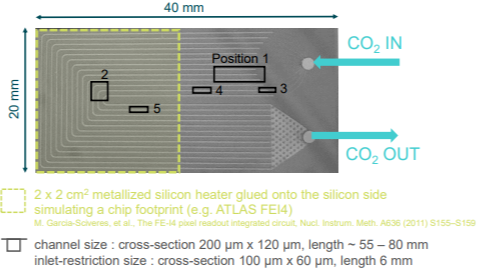 40 mm
20 mm
CO2 IN
Position 1
2
4
3
5
CO2 OUT
2 x 2 cm² metallized silicon heater glued onto the silicon side
simulating a chip footprint (e.g. ATLAS FEI4)
M. Garcia-Sciveres, et al., The FE-I4 pixel readout integrated circuit, Nucl. Instrum. Meth. A636 (2011) S155–S159
channel size : cross-section 200 µm x 120 µm, length ~ 55 – 80 mm
inlet-restriction size : cross-section 100 µm x 60 µm, length 6 mm